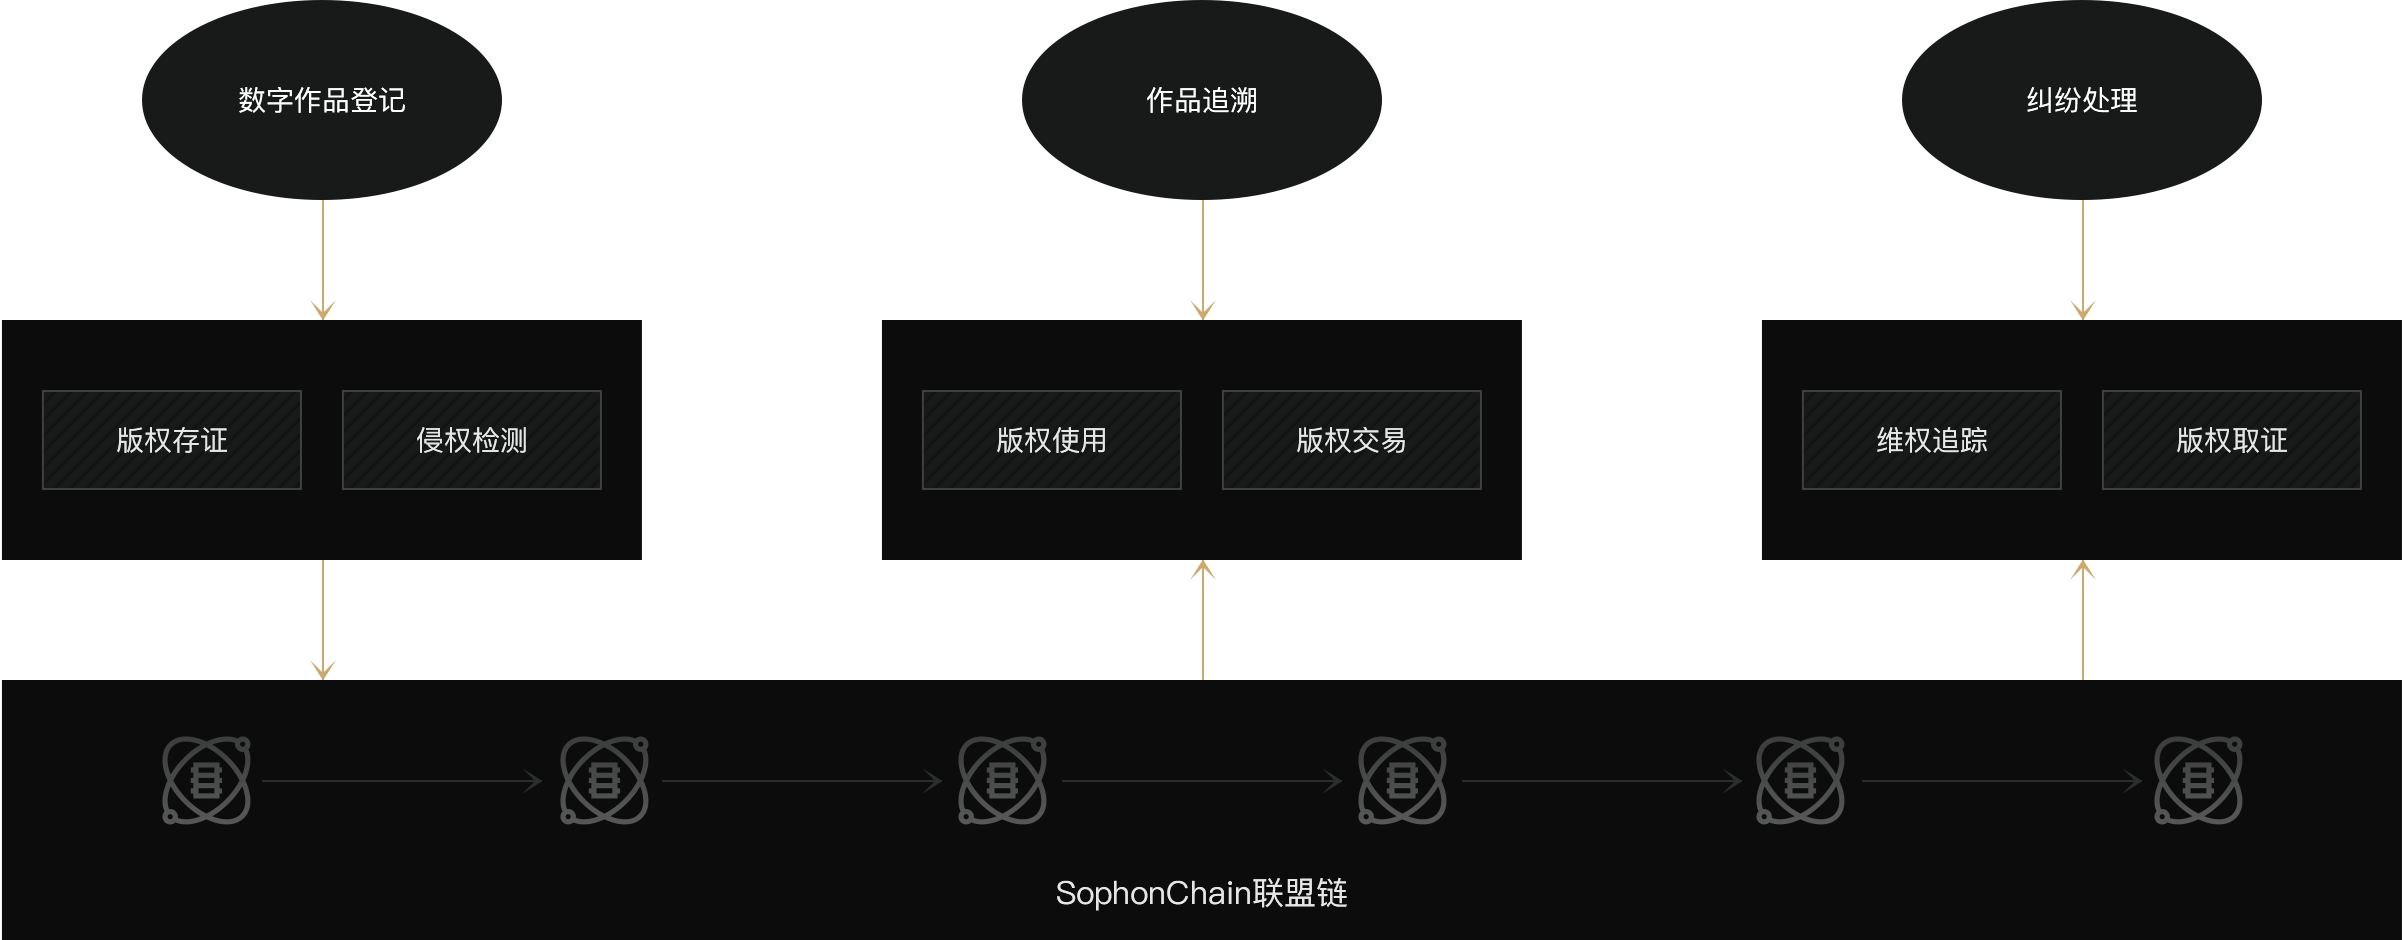 数字作品登记
作品追溯
纠纷处理
版权存证
侵权检测
版权使用
版权交易
维权追踪
版权取证
SophonChain联盟链